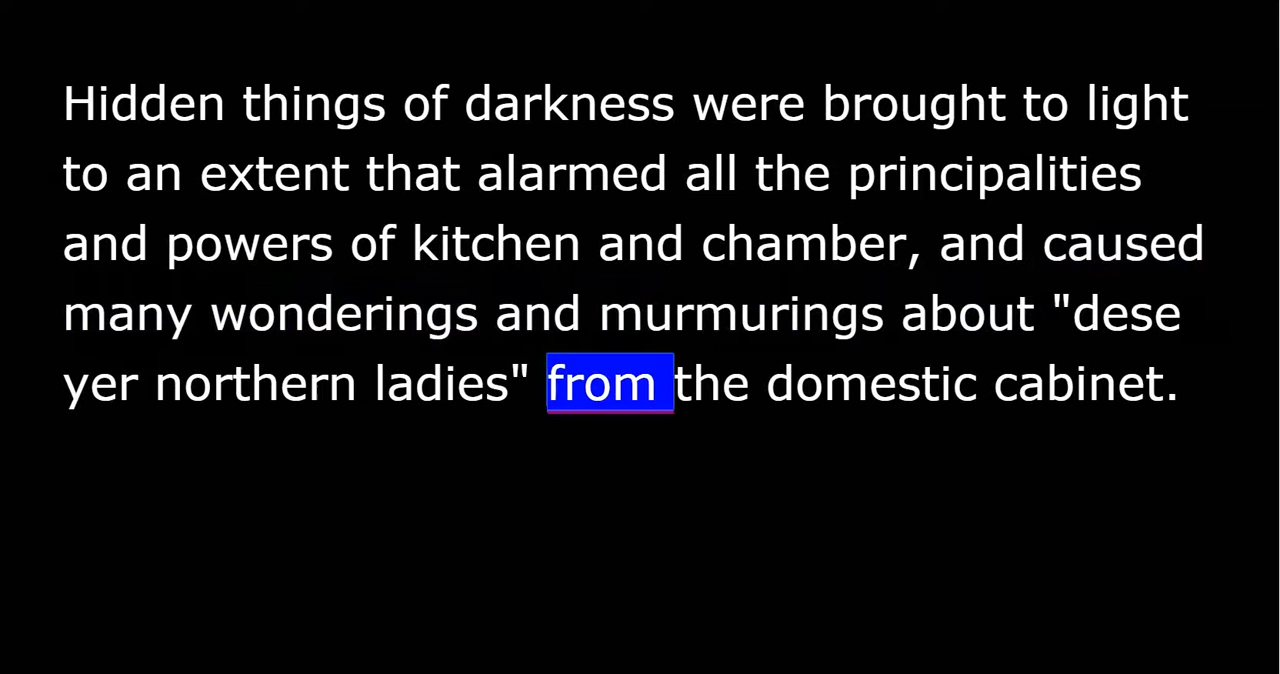 Hidden things of darkness were brought to light
to an extent that alarmed all the principalities
and powers of kitchen and chamber, and caused
many wonderings and murmurings about "dese
yer northern ladies" from the domestic cabinet.